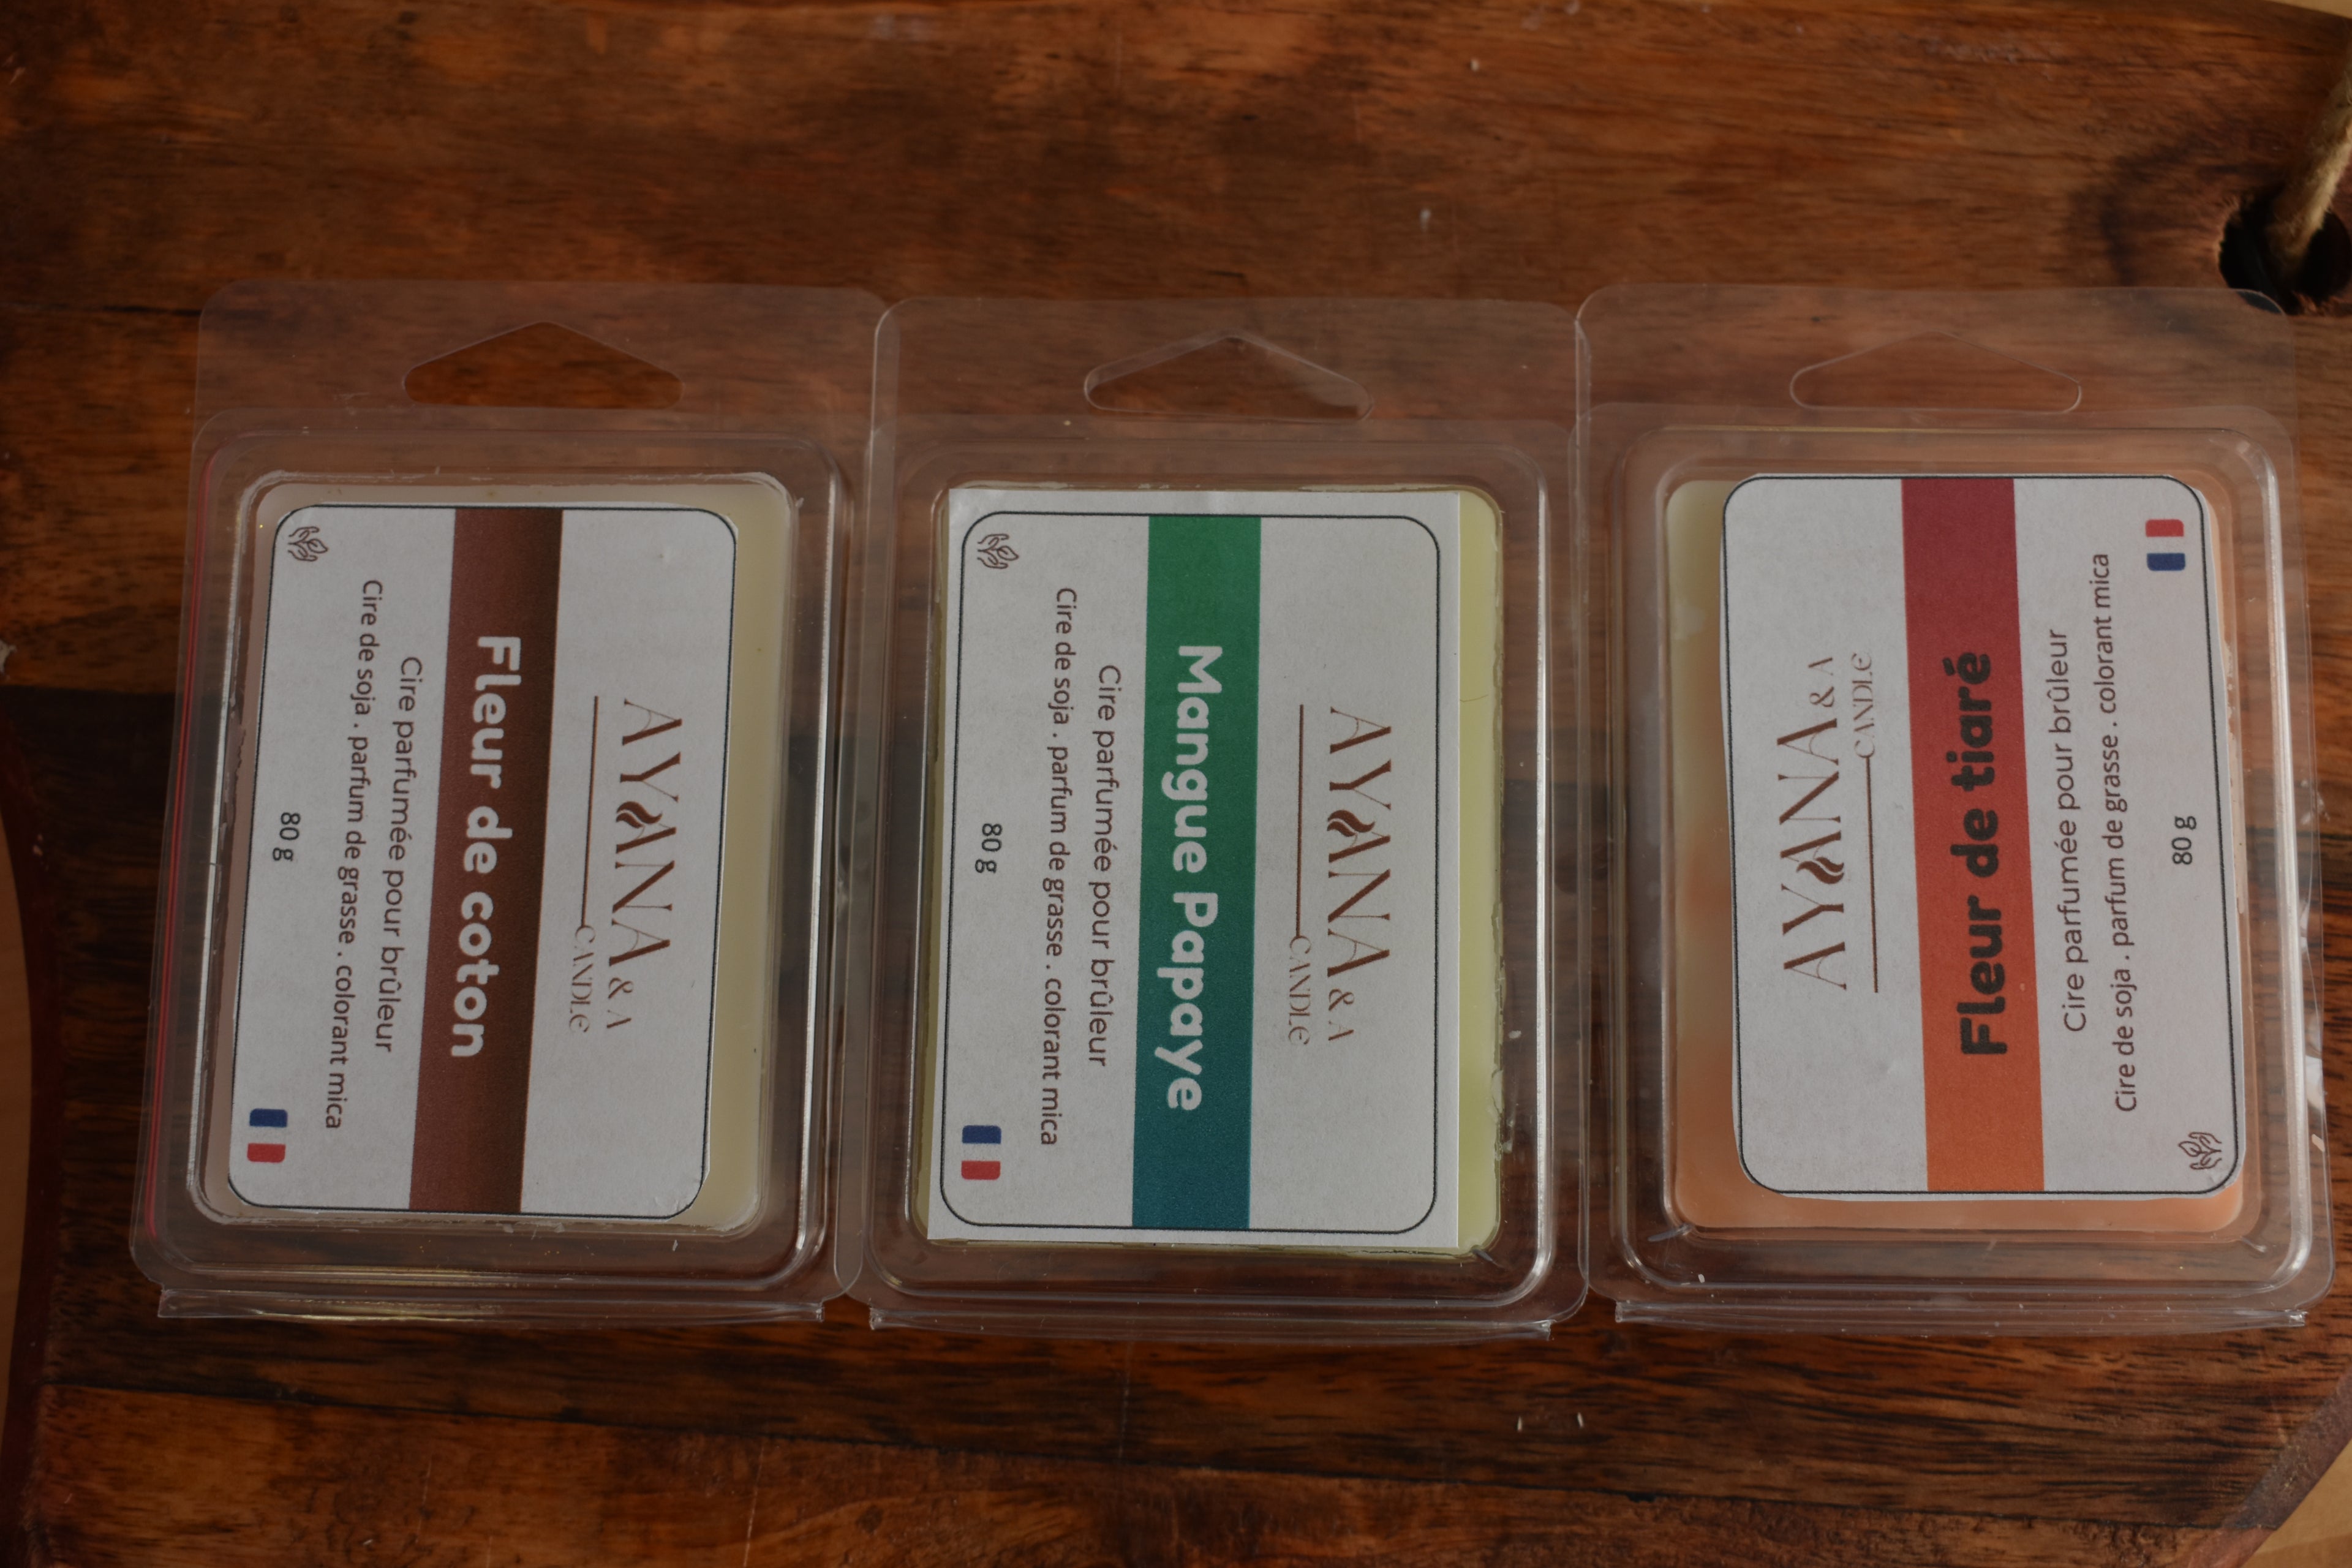 AYANA & A
CANDLE
Fleur de coton
Cire parfumée pour brûleur
Cire de soja . parfum de grasse . colorant mica
80 g
AYANA & A
CANDLE
Mangue Papaye
Cire parfumée pour brûleur
Cire de soja . parfum de grasse . colorant mica
80 g
AYANA & A
CANDLE
Fleur de tiaré
Cire parfumée pour brûleur
Cire de soja . parfum de grasse . colorant mica
80 g